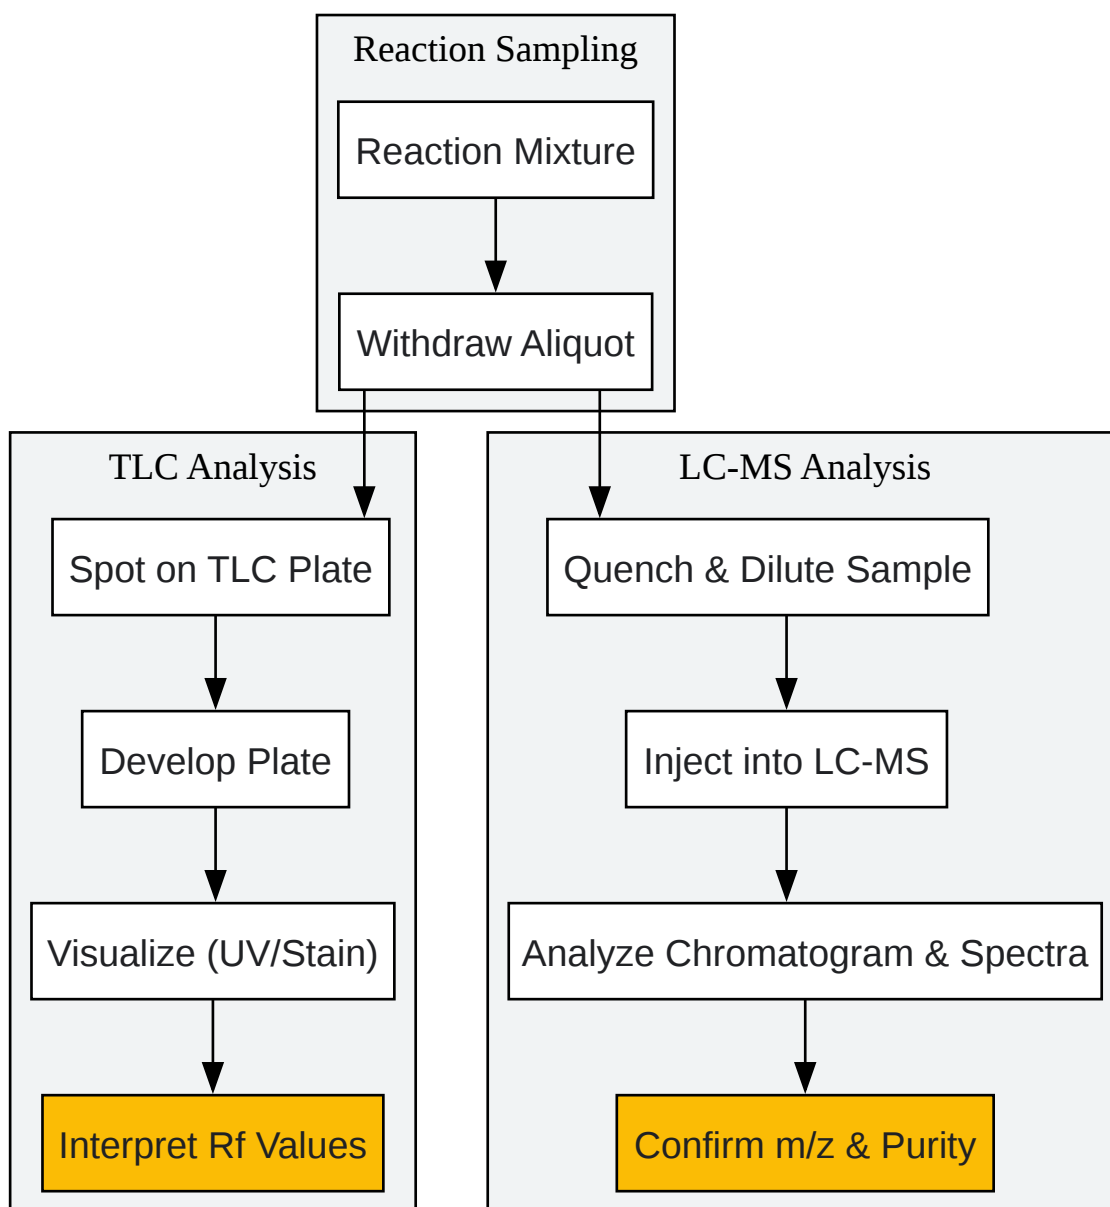 Reaction Sampling
Reaction Mixture
Withdraw Aliquot
TLC Analysis
Spot on TLC Plate
Develop Plate
Visualize (UV/Stain)
Interpret Rf Values
LC-MS Analysis
Quench & Dilute Sample
Inject into LC-MS
Analyze Chromatogram & Spectra
Confirm m/z & Purity